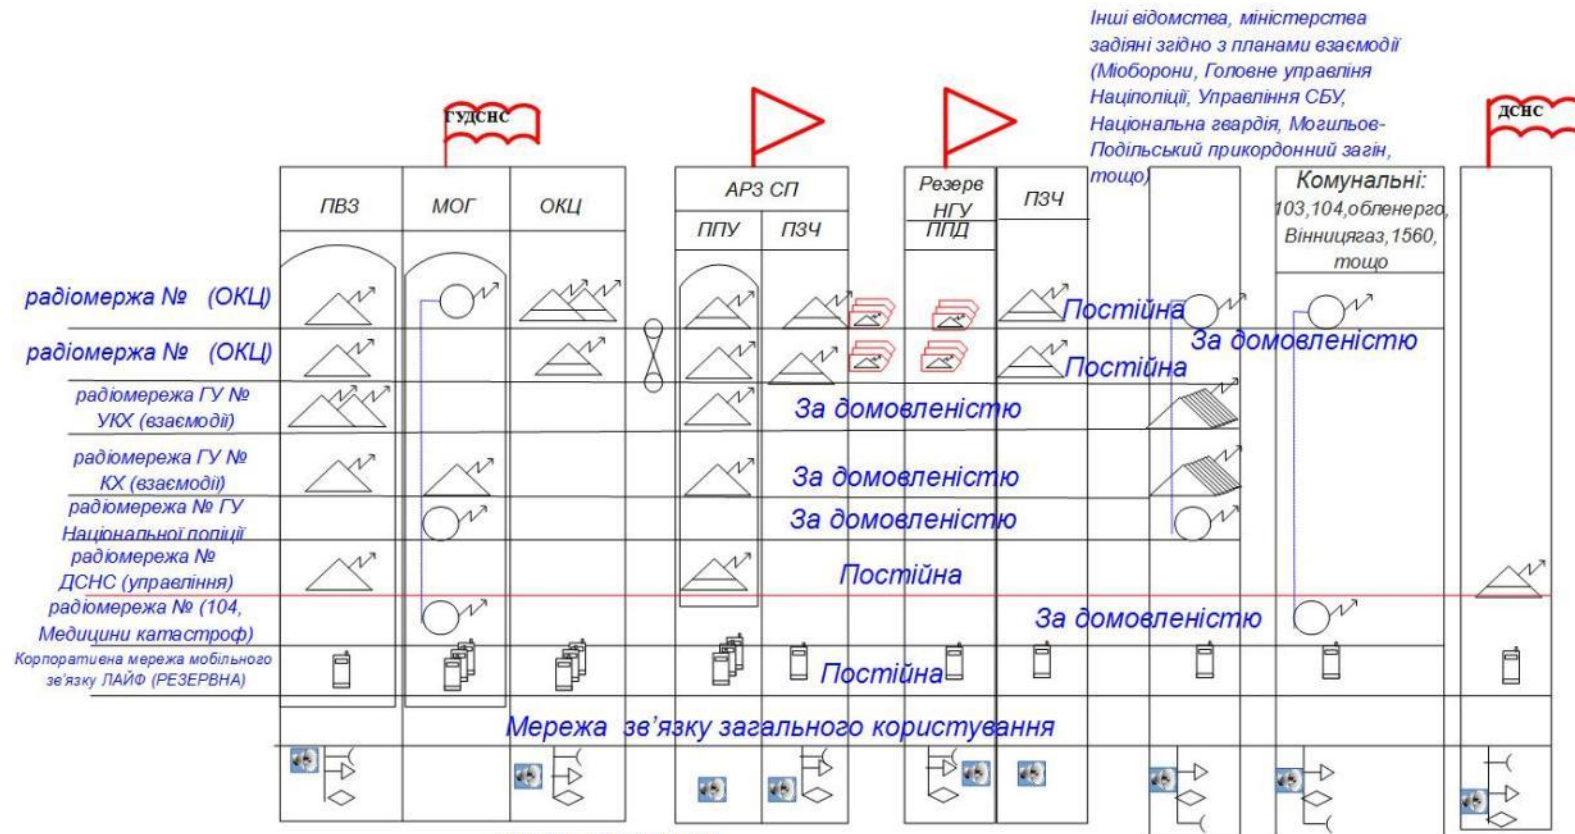 Інші відомства, міністерства
задіяні згідно з планами взаємодії
(Міоборони, Головне управліня
Націполіції, Управління СБУ,
Національна гвардія, Могильов-
Подільський прикордонний загін,
тощо)
ГУДСНС
ДСНС
ПВЗ
МОГ
ОКЦ
АРЗ СП
ППУ
ПЗЧ
Резерв
НГУ
ППД
ПЗЧ
Комунальні:
103,104,обленерго,
Вінницягаз,1560,
тощо
радіомержа № (ОКЦ)
Постійна
За домовленістю
радіомержа № (ОКЦ)
Постійна
радіомережа ГУ №
УКХ (взаємодії)
За домовленістю
радіомережа ГУ №
КХ (взаємодії)
За домовленістю
радіомережа № ГУ
Національної поліції
За домовленістю
радіомережа №
ДСНС (управління)
Постійна
радіомережа № (104,
Медицини катастроф)
За домовленістю
Корпоративна мережа мобільного
зв'язку ЛАЙФ (РЕЗЕРВНА)
Постійна
Мережа зв’язку загального користування